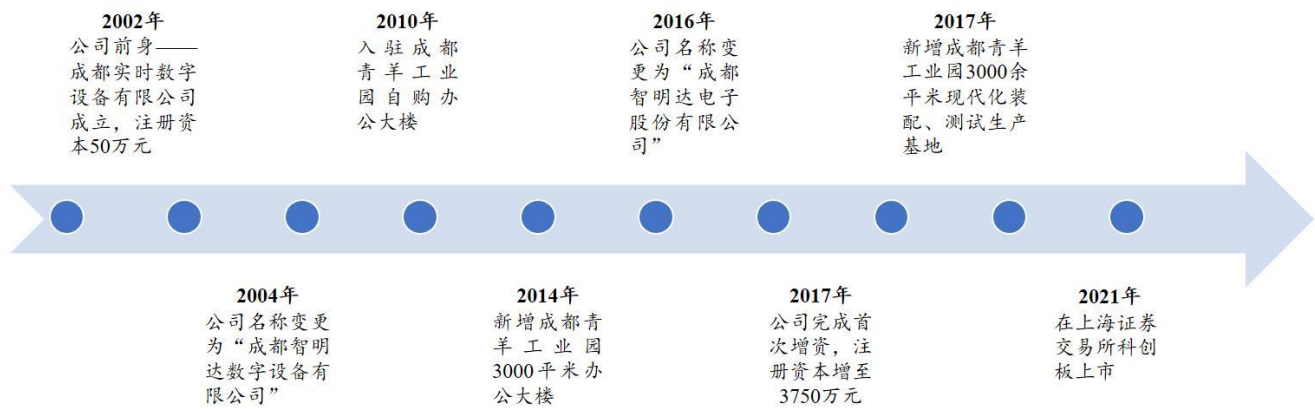 2002年
公司前身——
成都实时数字
设备有限公司
成立，注册资
本50万元
2010年
入驻成都
青羊工业
园自购办
公大楼
2016年
公司名称变
更为“成都
智明达电子
股份有限公
司”
2017年
新增成都青羊
工业园3000余
平米现代化装
配、测试生产
基地
2004年
公司名称变更
为“成都智明
达数字设备有
限公司”
2014年
新增成都青
羊工业园
3000平米办
公大楼
2017年
公司完成首
次增资，注
册资本增至
3750万元
2021年
在上海证券
交易所科创
板上市